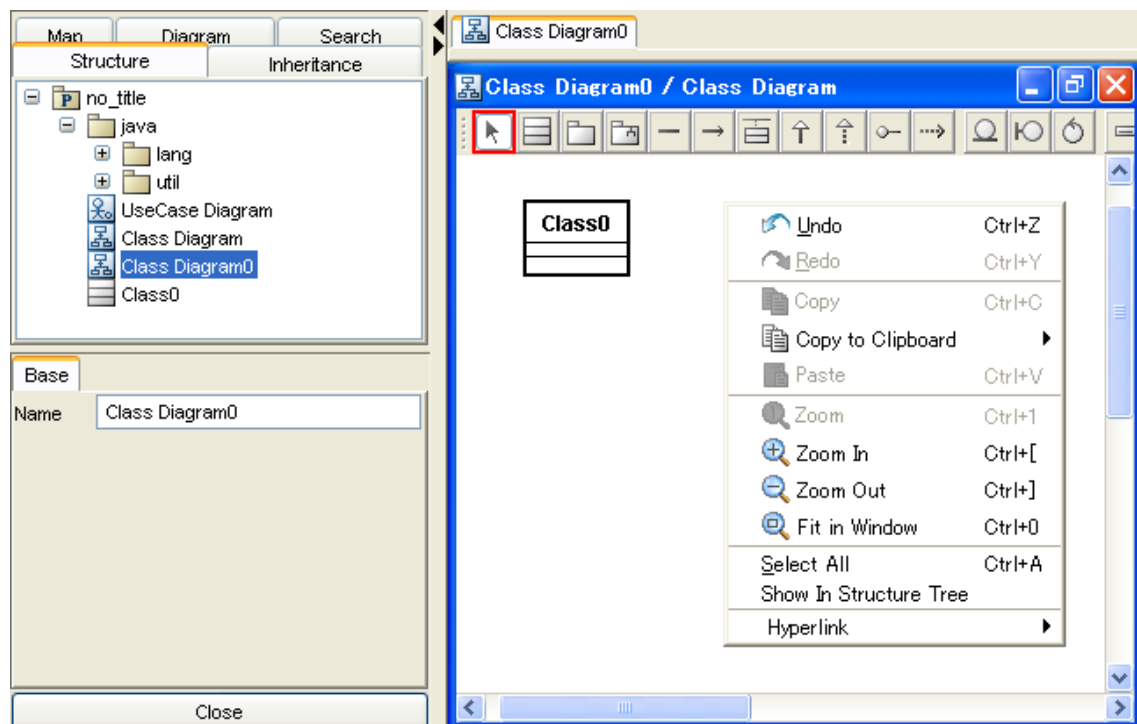 Map Diagram Search
Structure Inheritance
no_title
java
lang
util
UseCase Diagram
Class Diagram
Class Diagram0
Class0
Base
Name Class Diagram0
Close
Class Diagram0
Class Diagram0 / Class Diagram
Class0
Undo Ctrl+Z
Redo Ctrl+Y
Copy Ctrl+C
Copy to Clipboard
Paste Ctrl+V
Zoom Ctrl+1
Zoom In Ctrl+[
Zoom Out Ctrl+]
Fit in Window Ctrl+0
Select All Ctrl+A
Show In Structure Tree
Hyperlink